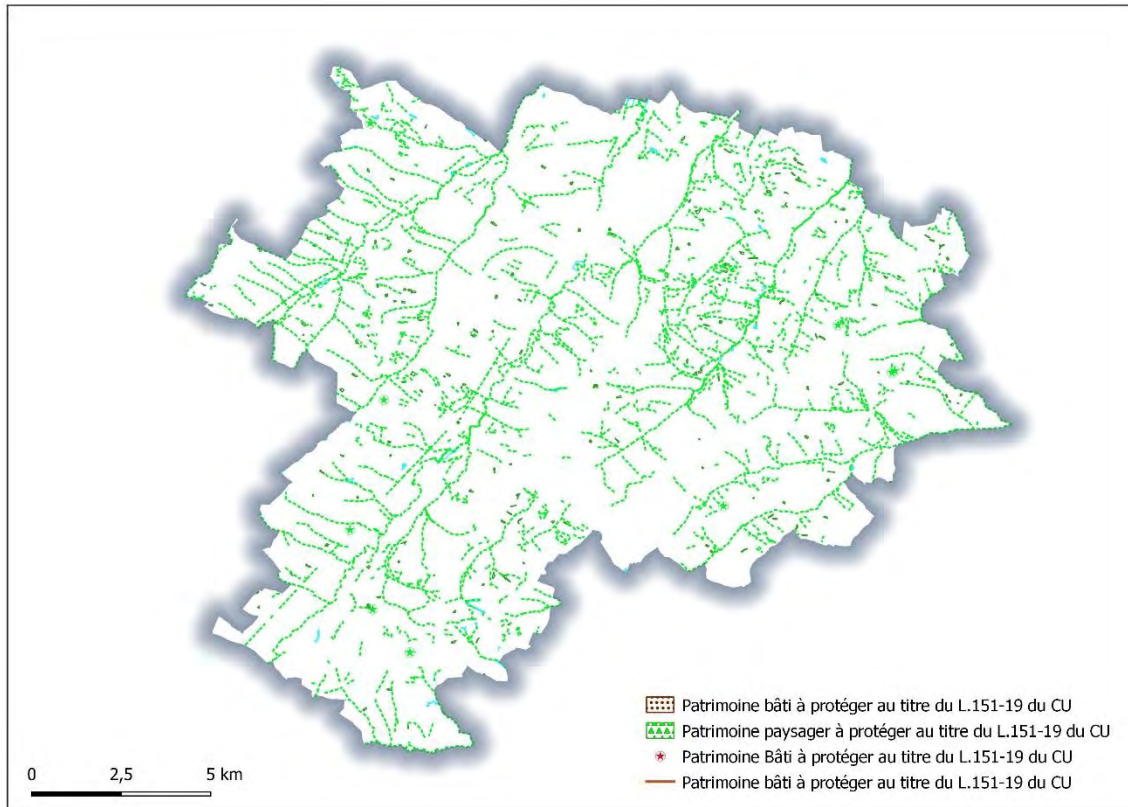 Patrimoine bâti à protéger au titre du L.151-19 du CU
Patrimoine paysager à protéger au titre du L.151-19 du CU
Patrimoine Bâti à protéger au titre du L.151-19 du CU
Patrimoine bâti à protéger au titre du L.151-19 du CU
0 2,5 5 km